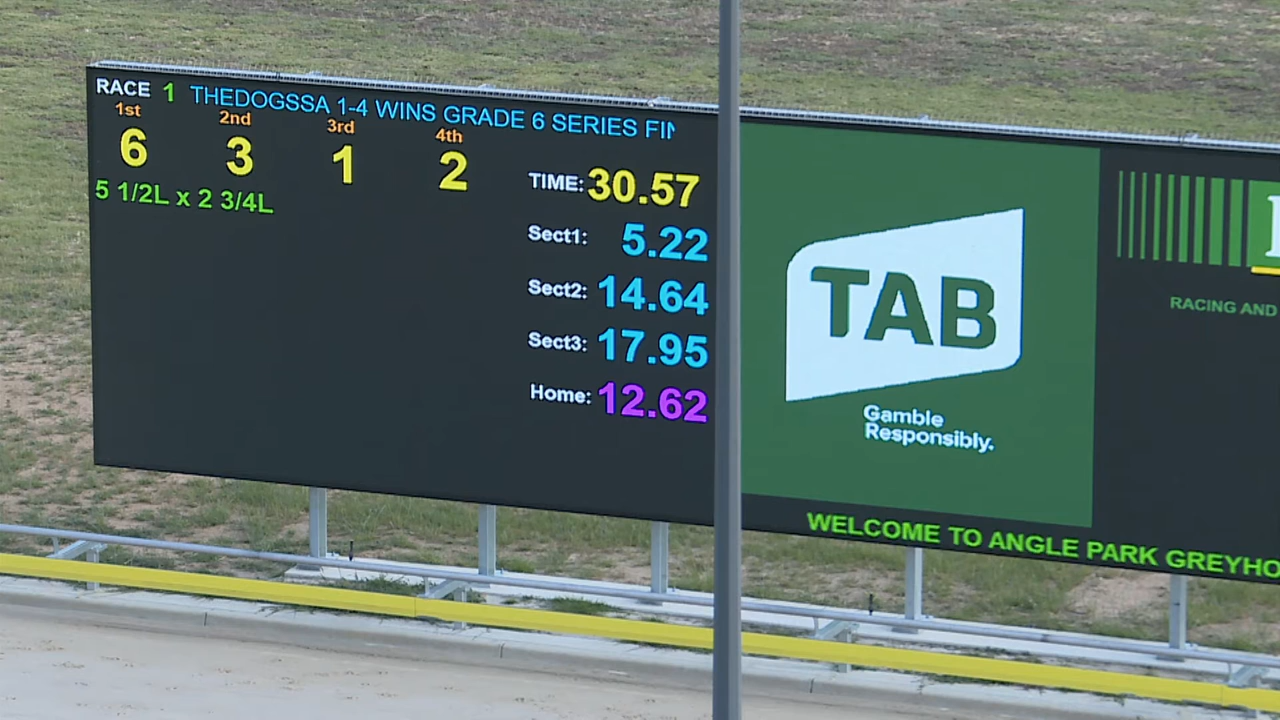 RACE 1 THEDOGSSA 1-4 WINS GRADE 6 SERIES
1st 2nd 3rd 4th
6 3 1 2
5 1/2L x 2 3/4L
TIME: 30.57
Sect1: 5.22
Sect2: 14.64
Sect3: 17.95
Home: 12.62
TAB
Gamble
Responsibly.
RACING AND
WELCOME TO ANGLE PARK